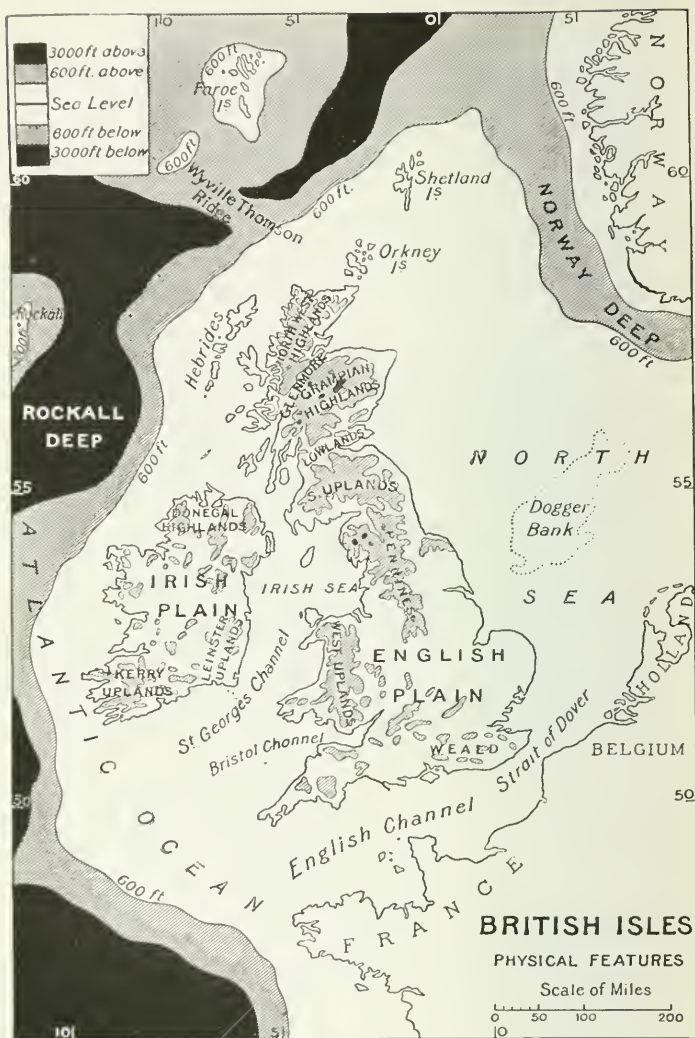 110
51
01
51
3000ft above
600ft. above
Sea Level
600ft below
3000ft below
600ft
Faroe
Is
600ft
Wyville Thomson
Ridge
600ft.
Shetland
Is
Orkney
Is
600ft
NORWAY
60
60
NORWAY DEEP
600ft
Rockall
600ft
ROCKALL
DEEP
600ft
Hebrides
NORTH WEST
HIGHLANDS
GLENMORE
GRAMPIAN
HIGHLANDS
LOWLANDS
S. UPLANDS
NORTH
SEA
Dogger
Bank
55
55
DONEGAL
HIGHLANDS
IRISH
PLAIN
IRISH SEA
PENNINES
LEINSTER
UPLANDS
KERRY
UPLANDS
WEST UPLANDS
ENGLISH
PLAIN
HOLLAND
St Georges Channel
Bristol Channel
WEAED
Strait of Dover
BELGIUM
50
50
English Channel
ATLANTIC OCEAN
600ft
FRANCE
BRITISH ISLES
PHYSICAL FEATURES
Scale of Miles
0 50 100 200
10
5
0